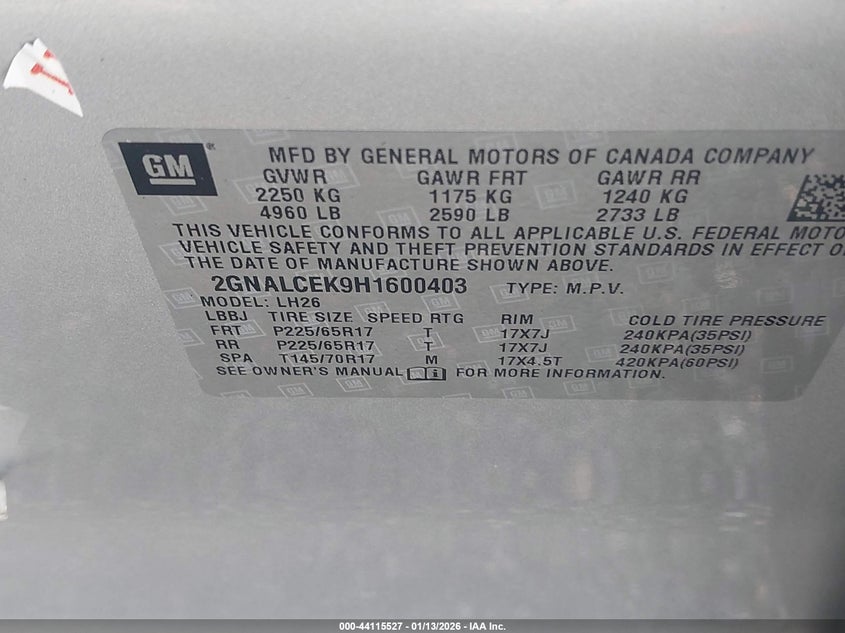 GM
MFD BY GENERAL MOTORS OF CANADA COMPANY
GVWR GAWR FRT GAWR RR
2250 KG 1175 KG 1240 KG
4960 LB 2590 LB 2733 LB
THIS VEHICLE CONFORMS TO ALL APPLICABLE U.S. FEDERAL MOTO
VEHICLE SAFETY AND THEFT PREVENTION STANDARDS IN EFFECT O
THE DATE OF MANUFACTURE SHOWN ABOVE.
2GNALCEK9H1600403 TYPE: M.P.V.
MODEL: LH26
LBBJ TIRE SIZE SPEED RTG RIM COLD TIRE PRESSURE
FRT P225/65R17 T 17X7J 240KPA(35PSI)
RR P225/65R17 T 17X7J 240KPA(35PSI)
SPA T145/70R17 M 17X4.5T 420KPA(60PSI)
SEE OWNER'S MANUAL FOR MORE INFORMATION.
000-44115527 - 01/13/2026 - IAA Inc.